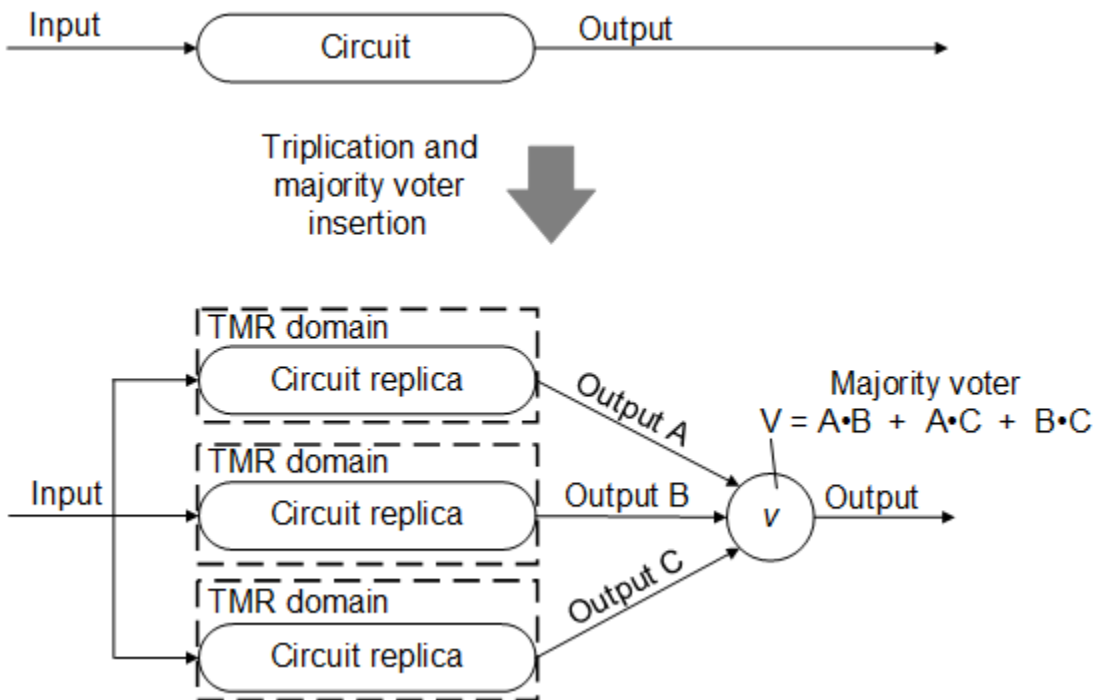 Input
Circuit
Output
Triplication and
majority voter
insertion
TMR domain
Circuit replica
Output A
Majority voter
V = A•B + A•C + B•C
TMR domain
Input
Circuit replica
Output B
v
Output
TMR domain
Circuit replica
Output C